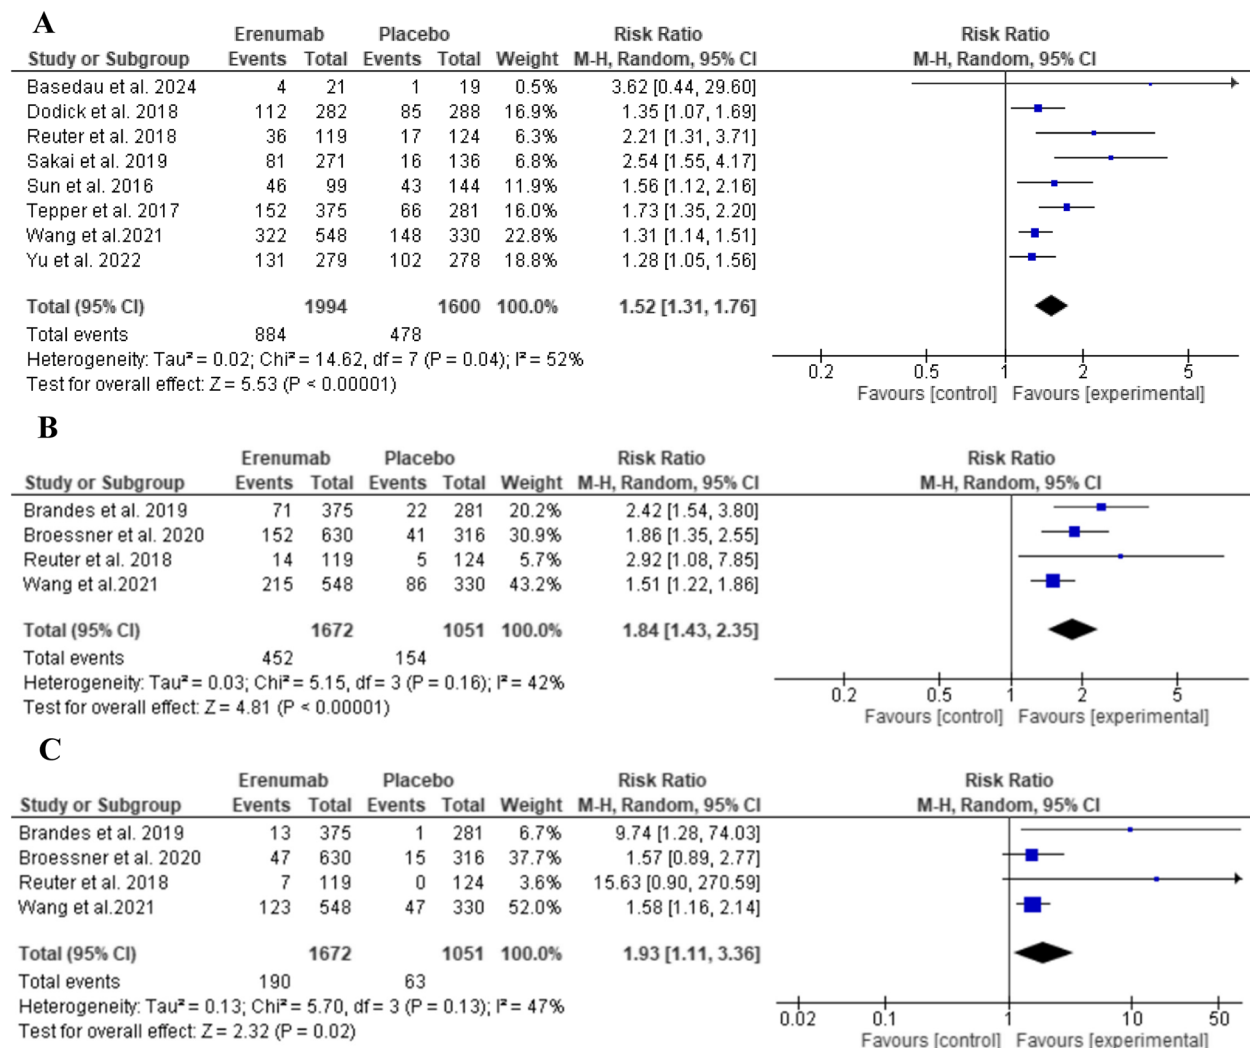 A
Erenumab Placebo Risk Ratio Risk Ratio
Study or Subgroup Events Total Events Total Weight M-H, Random, 95% CI M-H, Random, 95% CI
Basedau et al. 2024 4 21 1 19 0.5% 3.62 [0.44, 29.60]
Dodick et al. 2018 112 282 85 288 16.9% 1.35 [1.07, 1.69]
Reuter et al. 2018 36 119 17 124 6.3% 2.21 [1.31, 3.71]
Sakai et al. 2019 81 271 16 136 6.8% 2.54 [1.55, 4.17]
Sun et al. 2016 46 99 43 144 11.9% 1.56 [1.12, 2.16]
Tepper et al. 2017 152 375 66 281 16.0% 1.73 [1.35, 2.20]
Wang et al.2021 322 548 148 330 22.8% 1.31 [1.14, 1.51]
Yu et al. 2022 131 279 102 278 18.8% 1.28 [1.05, 1.56]
Total (95% CI) 1994 1600 100.0% 1.52 [1.31, 1.76]
Total events 884 478
Heterogeneity: Tau² = 0.02; Chi² = 14.62, df = 7 (P = 0.04); I² = 52%
Test for overall effect: Z = 5.53 (P < 0.00001)
0.2 0.5 1 2 5
Favours [control] Favours [experimental]
B
Erenumab Placebo Risk Ratio Risk Ratio
Study or Subgroup Events Total Events Total Weight M-H, Random, 95% CI M-H, Random, 95% CI
Brandes et al. 2019 71 375 22 281 20.2% 2.42 [1.54, 3.80]
Broessner et al. 2020 152 630 41 316 30.9% 1.86 [1.35, 2.55]
Reuter et al. 2018 14 119 5 124 5.7% 2.92 [1.08, 7.85]
Wang et al.2021 215 548 86 330 43.2% 1.51 [1.22, 1.86]
Total (95% CI) 1672 1051 100.0% 1.84 [1.43, 2.35]
Total events 452 154
Heterogeneity: Tau² = 0.03; Chi² = 5.15, df = 3 (P = 0.16); I² = 42%
Test for overall effect: Z = 4.81 (P < 0.00001)
0.2 0.5 1 2 5
Favours [control] Favours [experimental]
C
Erenumab Placebo Risk Ratio Risk Ratio
Study or Subgroup Events Total Events Total Weight M-H, Random, 95% CI M-H, Random, 95% CI
Brandes et al. 2019 13 375 1 281 6.7% 9.74 [1.28, 74.03]
Broessner et al. 2020 47 630 15 316 37.7% 1.57 [0.89, 2.77]
Reuter et al. 2018 7 119 0 124 3.6% 15.63 [0.90, 270.59]
Wang et al.2021 123 548 47 330 52.0% 1.58 [1.16, 2.14]
Total (95% CI) 1672 1051 100.0% 1.93 [1.11, 3.36]
Total events 190 63
Heterogeneity: Tau² = 0.13; Chi² = 5.70, df = 3 (P = 0.13); I² = 47%
Test for overall effect: Z = 2.32 (P = 0.02)
0.02 0.1 1 10 50
Favours [control] Favours [experimental]